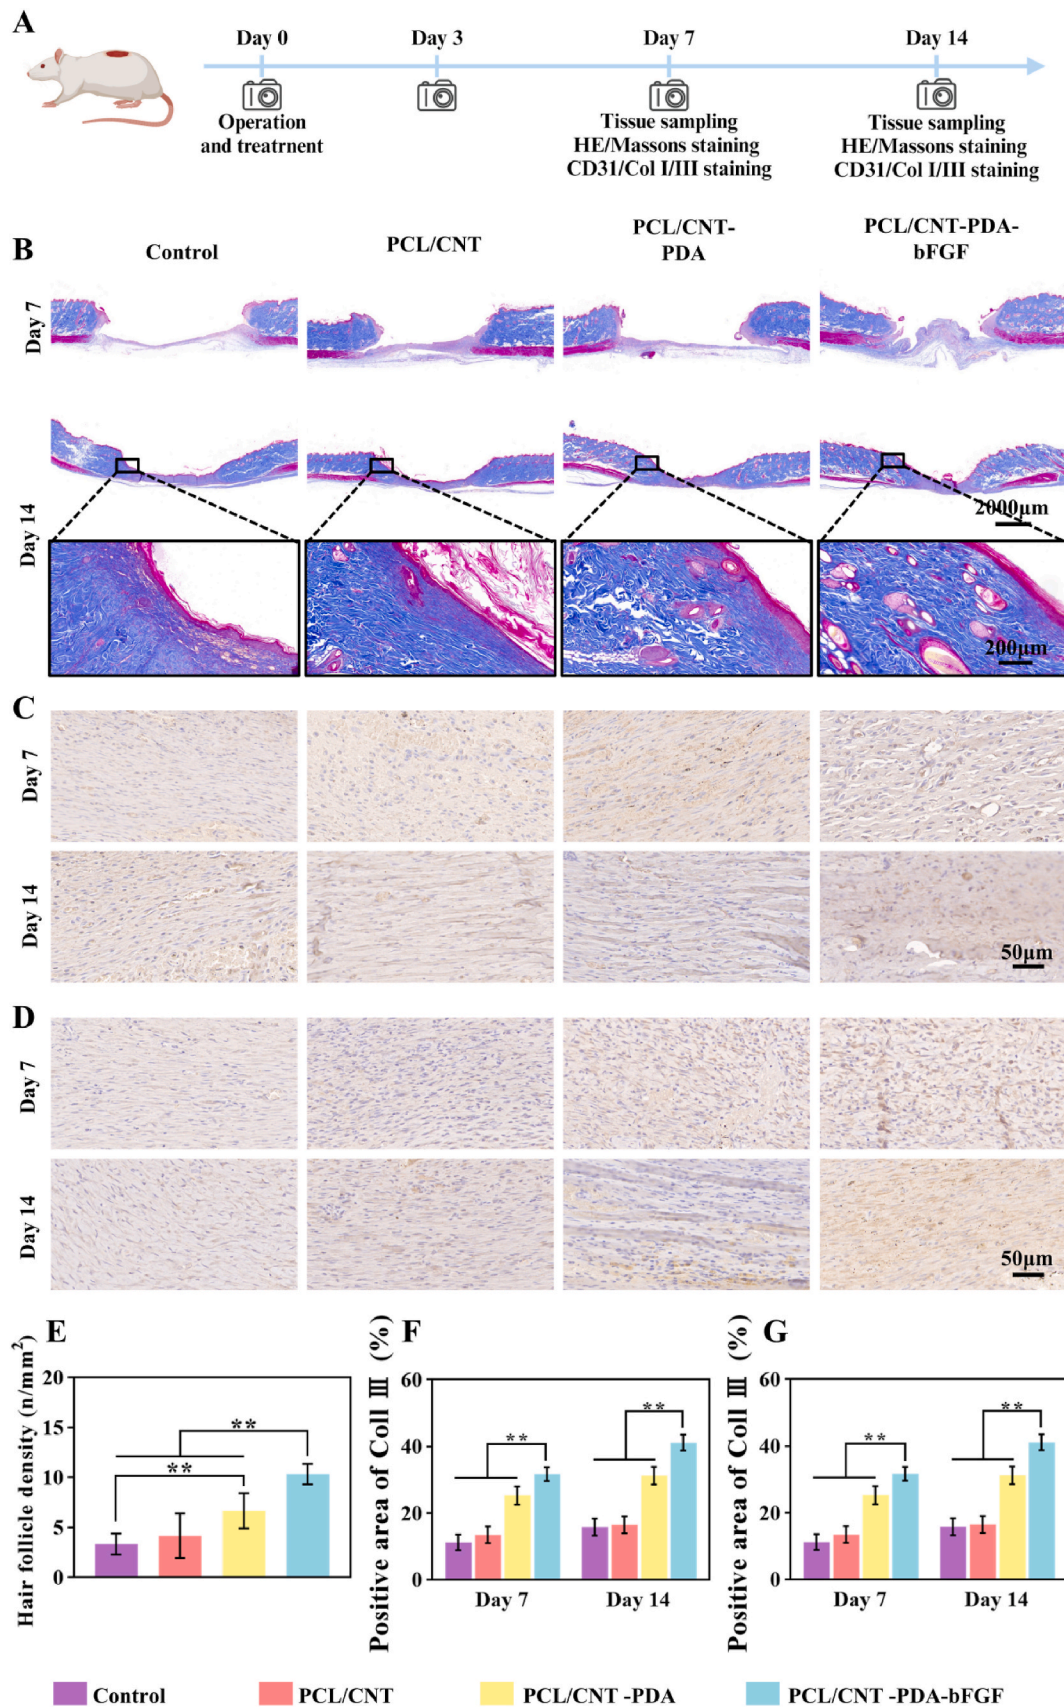 A
Day 0
Day 3
Day 7
Day 14
Operation
and treatrnent
Tissue sampling
HE/Massons staining
CD31/Col I/III staining
Tissue sampling
HE/Massons staining
CD31/Col I/III staining
B
Control
PCL/CNT
PCL/CNT-
PDA
PCL/CNT-PDA-
bFGF
Day 7
Day 14
2000μm
200μm
C
Day 7
Day 14
50μm
D
Day 7
Day 14
50μm
E
Hair follicle density (n/mm²)
20
15
10
5
0
**
**
F
Positive area of Coll III (%)
60
40
20
0
**
**
Day 7
Day 14
G
Positive area of Coll III (%)
60
40
20
0
**
**
Day 7
Day 14
Control
PCL/CNT
PCL/CNT -PDA
PCL/CNT -PDA-bFGF